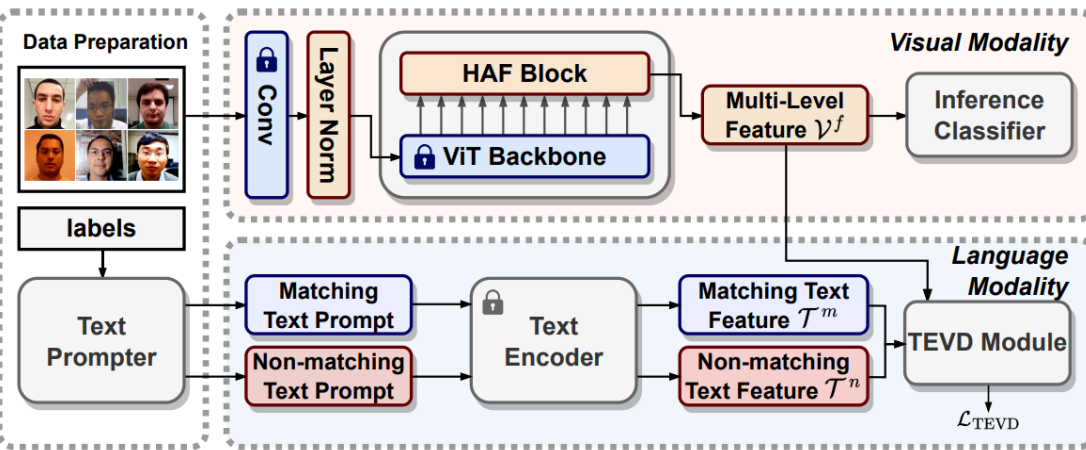 Data Preparation
labels
Text
Prompter
Visual Modality
Conv
Layer Norm
HAF Block
ViT Backbone
Multi-Level
Feature 𝒱^f
Inference
Classifier
Language
Modality
Matching
Text Prompt
Non-matching
Text Prompt
Text
Encoder
Matching Text
Feature 𝒯^m
Non-matching
Text Feature 𝒯^n
TEVD Module
ℒ_TEVD